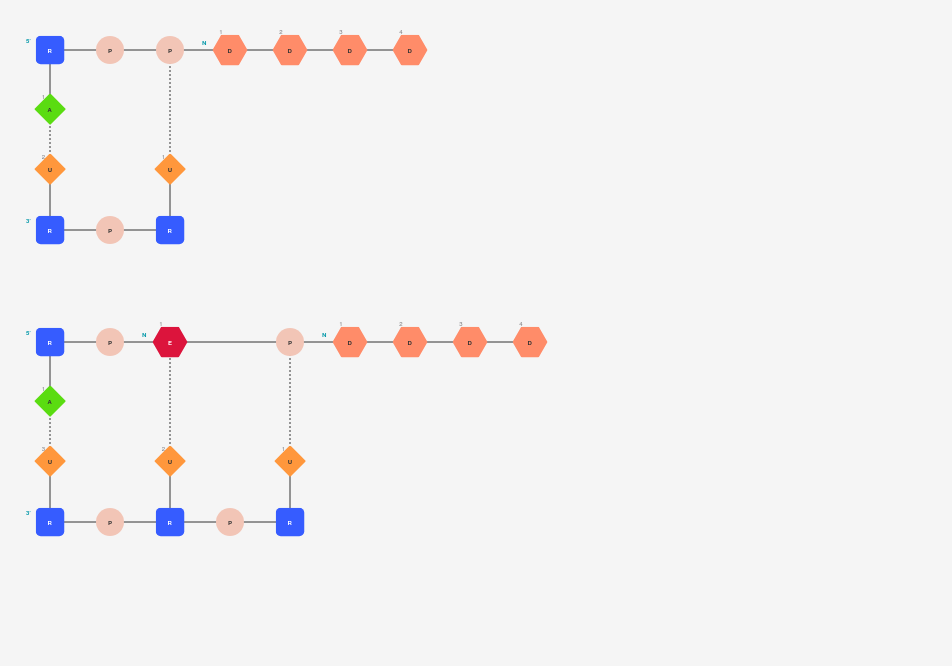 1 2 3 4
5' R P P N D D D D
1
A
2 1
U U
3' R P R
1 1 2 3 4
5' R P N E P N D D D D
1
A
3 2 1
U U U
3' R P R P R